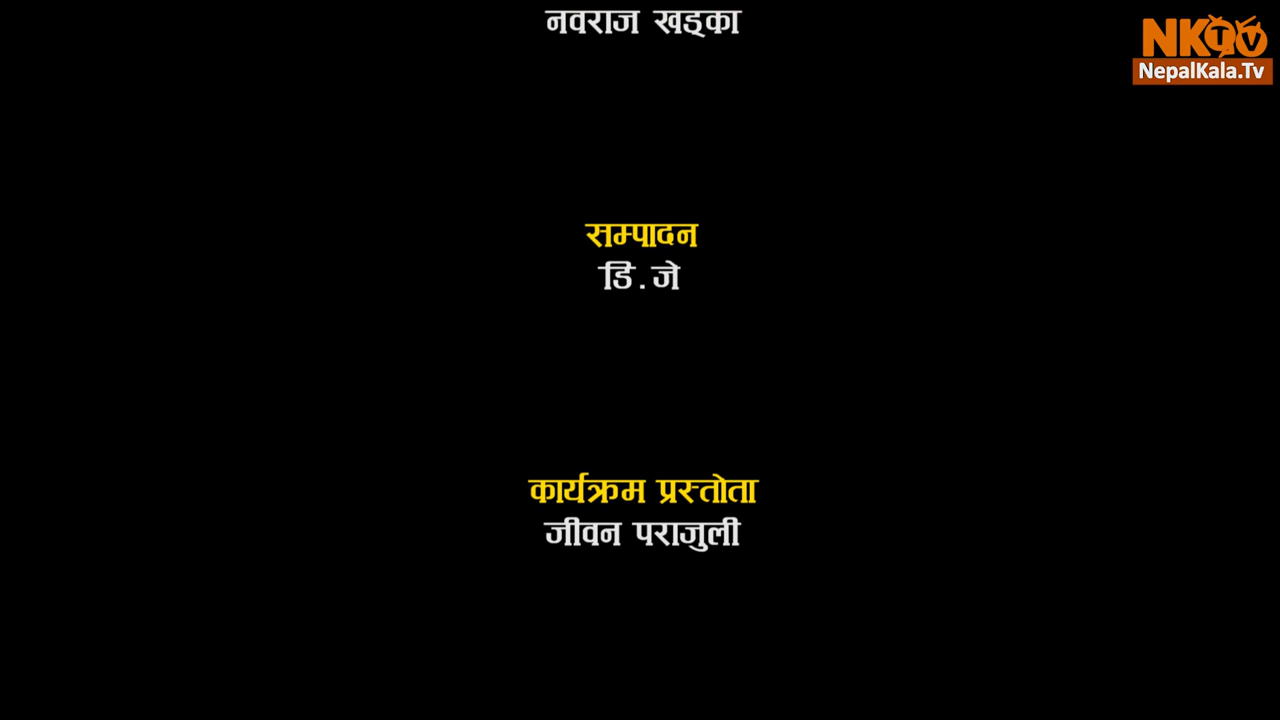 नवराज खड्का
NKTV
NepalKala.Tv
सम्पादन
डि.जे
कार्यक्रम प्रस्तोता
जीवन पराजुली